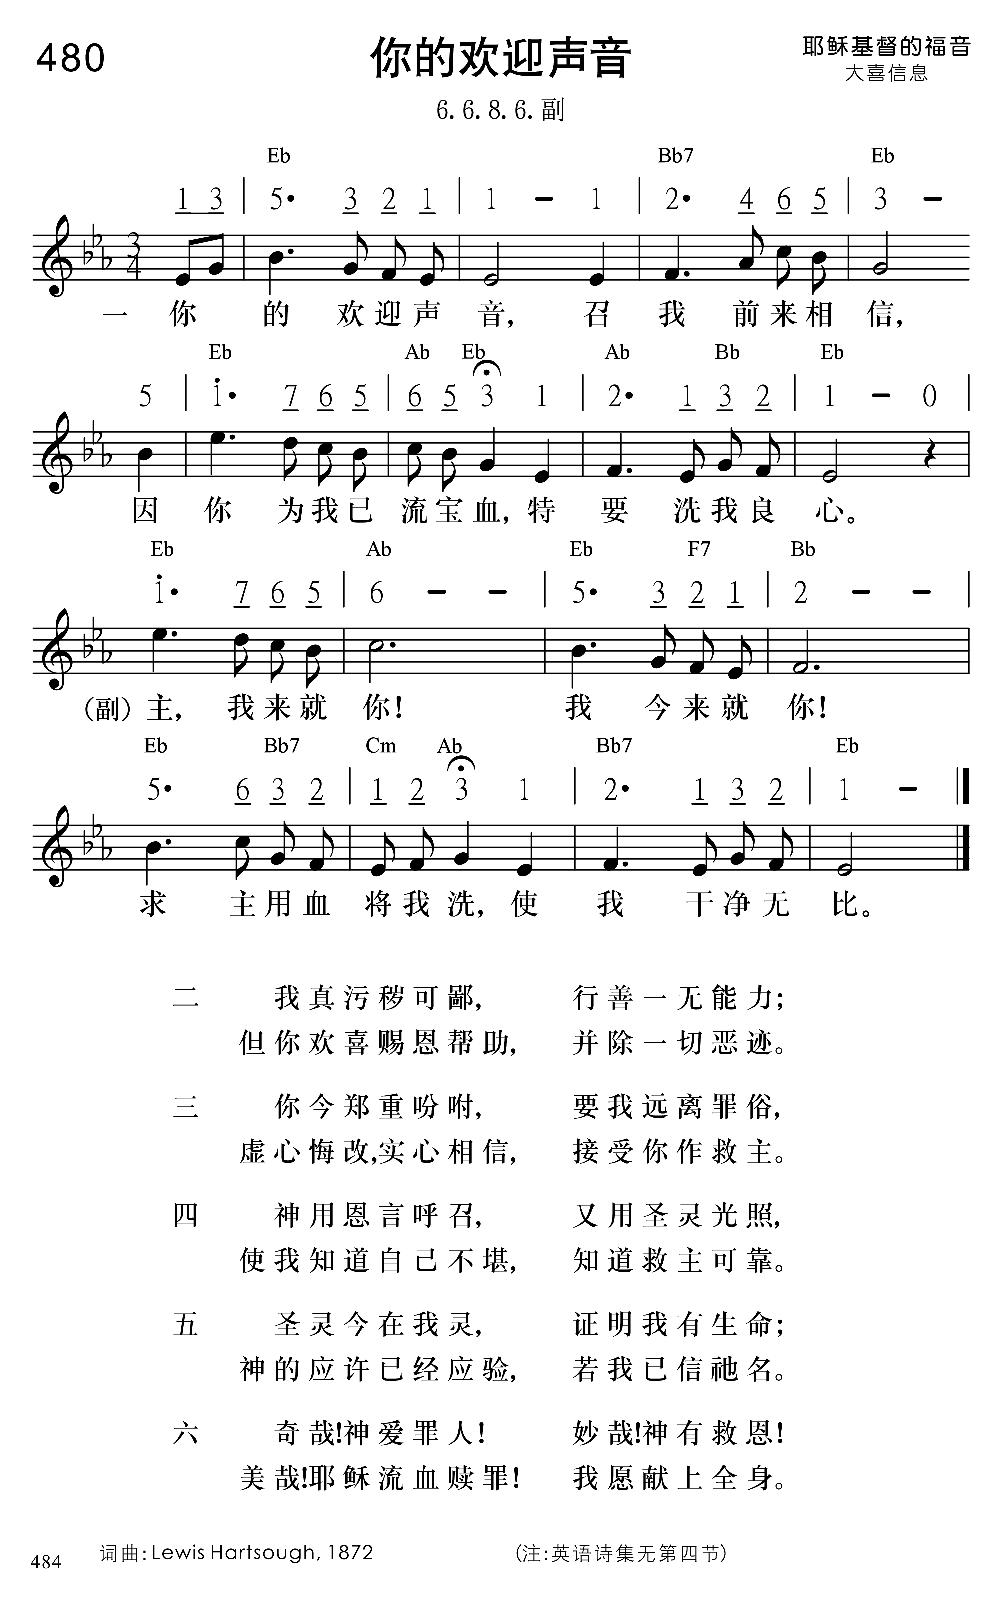 480
你的欢迎声音
耶稣基督的福音
大喜信息
6.6.8.6.副
Eb Bb7 Eb
1 3 | 5· 3 2 1 | 1 - 1 | 2· 4 6 5 | 3 -
3 4
一 你 的 欢迎声 音, 召 我 前来相 信,
Eb Ab Eb Ab Bb Eb
5 | 1̇· 7 6 5 | 6 5 3 1 | 2· 1 3 2 | 1 - 0 |
因 你 为我已 流宝血,特 要 洗我良 心。
Eb Ab Eb F7 Bb
1̇· 7 6 5 | 6 - - | 5· 3 2 1 | 2 - - |
(副)主, 我来就 你! 我 今来就 你!
Eb Bb7 Cm Ab Bb7 Eb
5· 6 3 2 | 1 2 3 1 | 2· 1 3 2 | 1 -
求 主用血 将我洗,使 我 干净无 比。
二 我真污秽可鄙, 行善一无能力;
但你欢喜赐恩帮助, 并除一切恶迹。
三 你今郑重吩咐, 要我远离罪俗,
虚心悔改,实心相信, 接受你作救主。
四 神用恩言呼召, 又用圣灵光照,
使我知道自己不堪, 知道救主可靠。
五 圣灵今在我灵, 证明我有生命;
神的应许已经应验, 若我已信祂名。
六 奇哉!神爱罪人! 妙哉!神有救恩!
美哉!耶稣流血赎罪! 我愿献上全身。
484 词曲: Lewis Hartsough, 1872 (注:英语诗集无第四节)